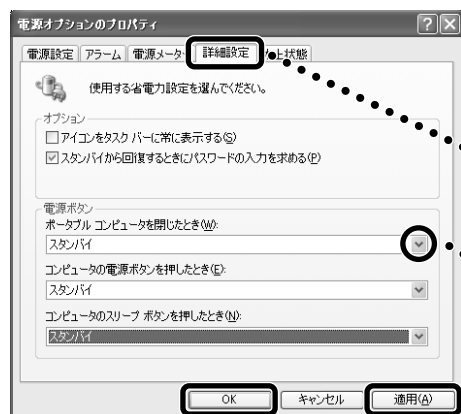 電源オプションのプロパティ
電源設定 アラーム 電源メータ 詳細設定 止状態
使用する省電力設定を選んでください。
オプション
アイコンをタスク バーに常に表示する(S)
スタンバイから回復するときにパスワードの入力を求める(P)
電源ボタン
ポータブル コンピュータを閉じたとき(W):
スタンバイ
コンピュータの電源ボタンを押したとき(E):
スタンバイ
コンピュータのスリープ ボタンを押したとき(N):
スタンバイ
OK キャンセル 適用(A)